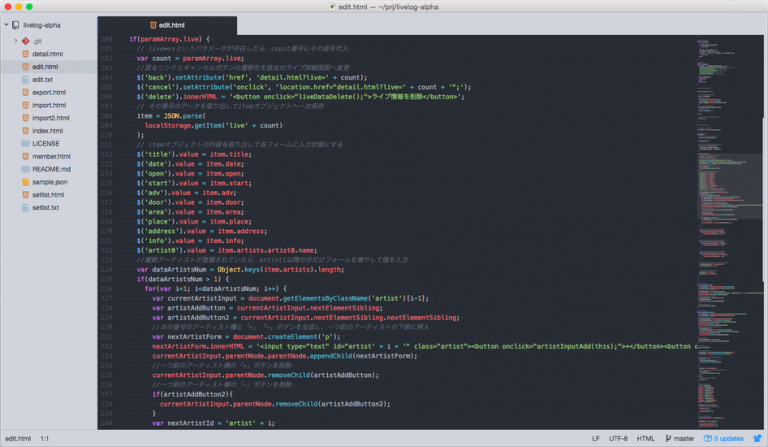 edit.html — ~/prj/livelog-alpha
livelog-alpha
.git
detail.html
edit.html
edit.txt
export.html
import.html
import2.html
index.html
LICENSE
member.html
README.md
sample.json
setlist.html
setlist.txt
edit.html
200 if(paramArray.live) {
201 // live=xxというパラメータが存在したら、count番号にその値を代入
202 var count = paramArray.live;
203 //戻るリンクとキャンセルボタンの遷移先を該当のライブ詳細画面へ変更
204 $('back').setAttribute('href', 'detail.html?live=' + count);
205 $('cancel').setAttribute('onclick', 'location.href="detail.html?live=' + count + '";');
206 $('delete').innerHTML = '<button onclick="liveDataDelete();">ライブ情報を削除</button>';
207 // その番号のデータを取り出してitemオブジェクトへ一次保存
208 item = JSON.parse(
209 localStorage.getItem('live' + count)
210 );
211 // itemオブジェクトの内容を取り出して各フォームに入力状態にする
212 $('title').value = item.title;
213 $('date').value = item.date;
214 $('open').value = item.open;
215 $('start').value = item.start;
216 $('adv').value = item.adv;
217 $('door').value = item.door;
218 $('area').value = item.area;
219 $('place').value = item.place;
220 $('address').value = item.address;
221 $('info').value = item.info;
222 $('artist0').value = item.artists.artist0.name;
223 //複数アーティストが登録されていたら、artist1以降の分だけフォームを増やして値を入力
224 var dataArtistsNum = Object.keys(item.artists).length;
225 if(dataArtistsNum > 1) {
226 for(var i=1; i<dataArtistsNum; i++) {
227 var currentArtistInput = document.getElementsByClassName('artist')[i-1];
228 var artistAddButton = currentArtistInput.nextElementSibling;
229 var artistAddButton2 = currentArtistInput.nextElementSibling.nextElementSibling;
230 //次の番号のアーティスト欄と「+」「-」ボタンを生成し、一つ前のアーティストの下段に挿入
231 var nextArtistForm = document.createElement('p');
232 nextArtistForm.innerHTML = '<input type="text" id="artist' + i + '" class="artist"><button onclick="artistInputAdd(this);">+</button><button o
233 currentArtistInput.parentNode.parentNode.appendChild(nextArtistForm);
234 //一つ前のアーティスト欄の「+」ボタンを削除
235 currentArtistInput.parentNode.removeChild(artistAddButton);
236 //一つ前のアーティスト欄の「-」ボタンを削除
237 if(artistAddButton2){
238 currentArtistInput.parentNode.removeChild(artistAddButton2);
239 }
240 var nextArtistId = 'artist' + i;
edit.html 1:1 LF UTF-8 HTML master 5 updates